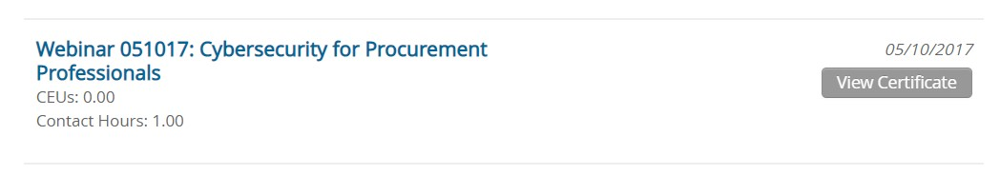 Webinar 051017: Cybersecurity for Procurement
Professionals
CEUs: 0.00
Contact Hours: 1.00
05/10/2017
View Certificate